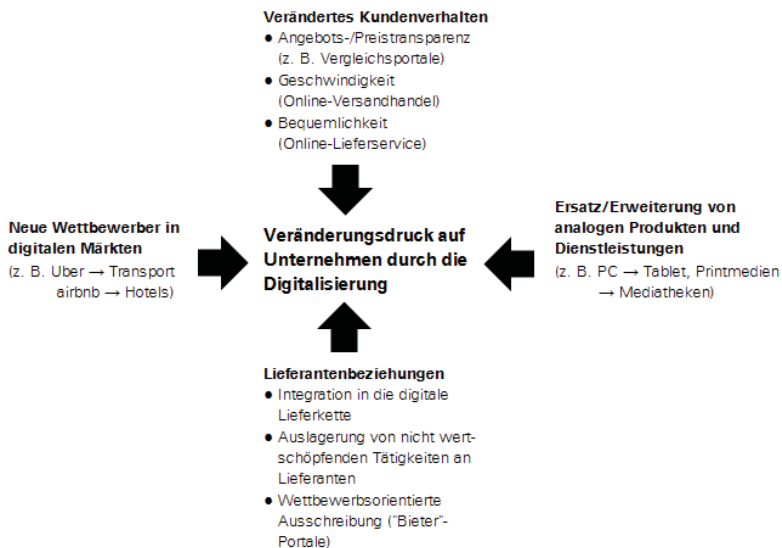 Verändertes Kundenverhalten
● Angebots-/Preistransparenz
(z. B. Vergleichsportale)
● Geschwindigkeit
(Online-Versandhandel)
● Bequemlichkeit
(Online-Lieferservice)
Neue Wettbewerber in
digitalen Märkten
(z. B. Uber → Transport
airbnb → Hotels)
Veränderungsdruck auf
Unternehmen durch die
Digitalisierung
Ersatz/Erweiterung von
analogen Produkten und
Dienstleistungen
(z. B. PC → Tablet, Printmedien
→ Mediatheken)
Lieferantenbeziehungen
● Integration in die digitale
Lieferkette
● Auslagerung von nicht wert-
schöpfenden Tätigkeiten an
Lieferanten
● Wettbewerbsorientierte
Ausschreibung ("Bieter"-
Portale)